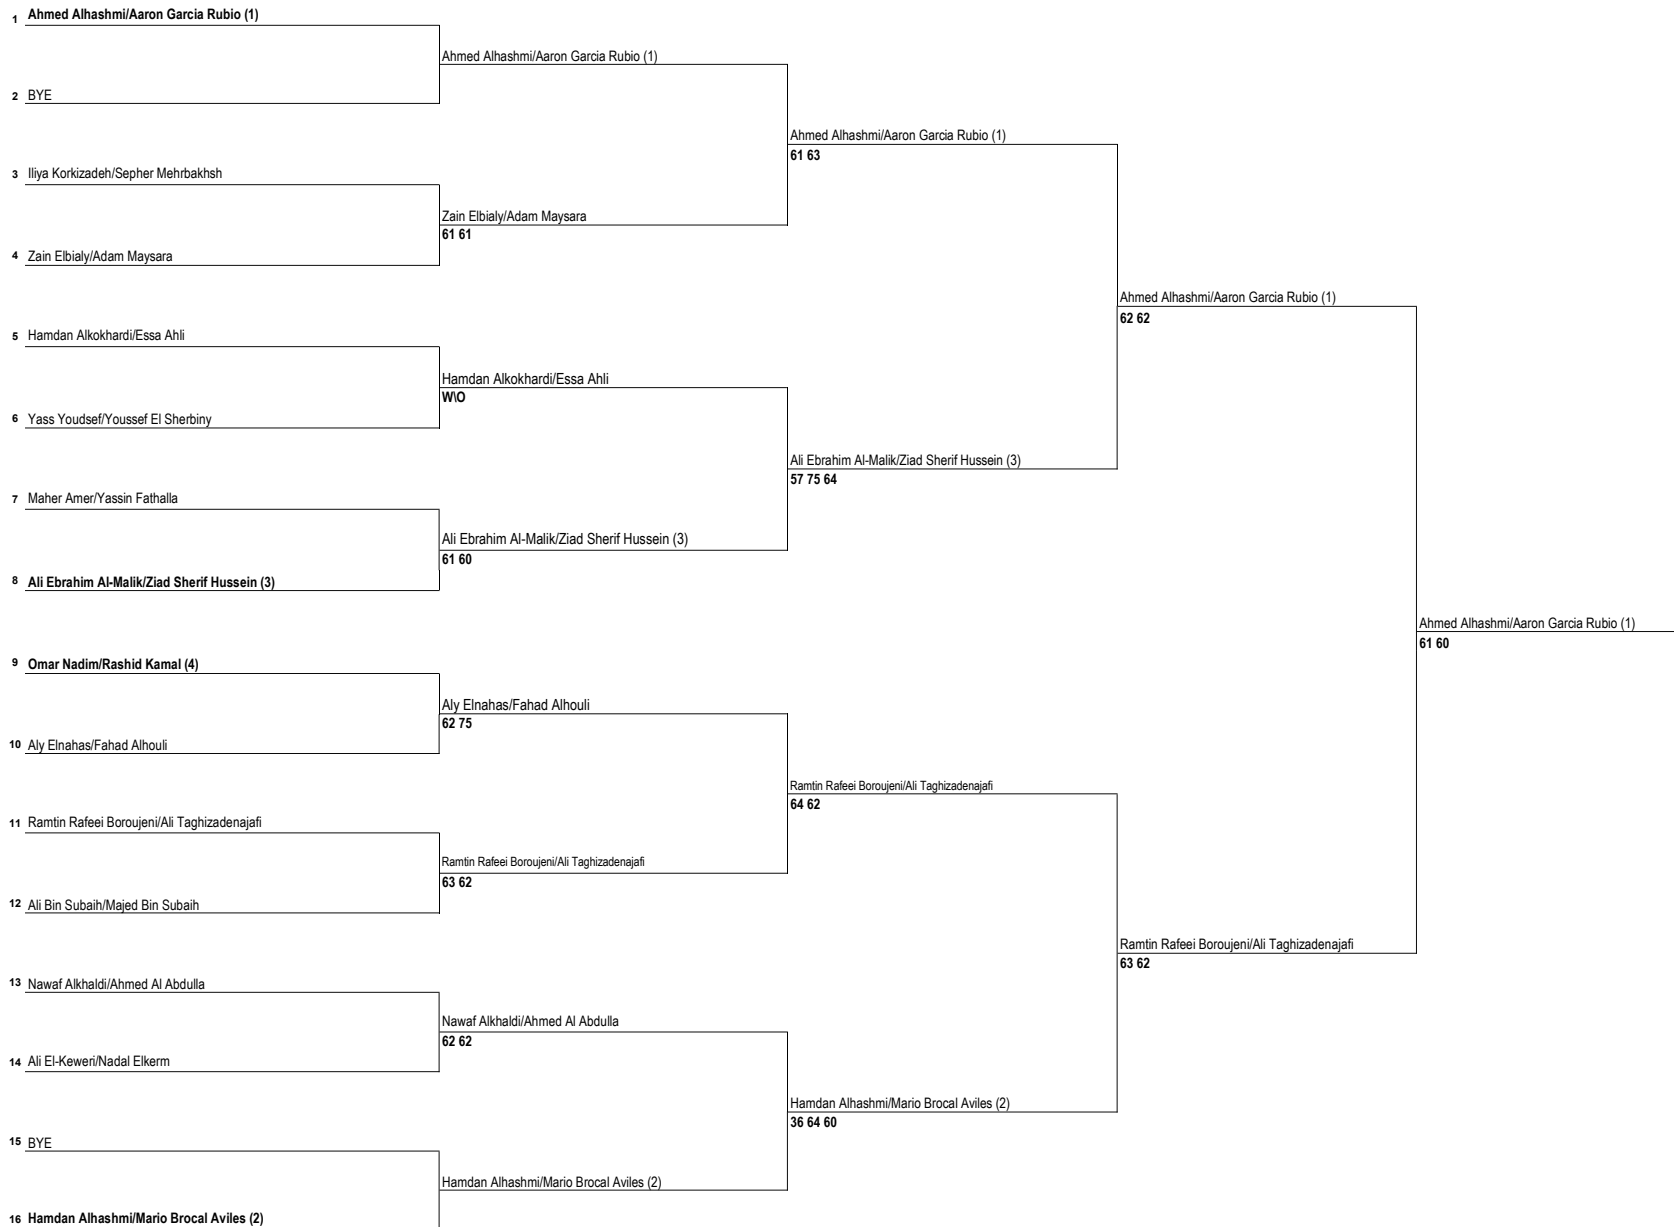 1 Ahmed Alhashmi/Aaron Garcia Rubio (1)
Ahmed Alhashmi/Aaron Garcia Rubio (1)
2 BYE
Ahmed Alhashmi/Aaron Garcia Rubio (1)
61 63
3 Iliya Korkizadeh/Sepher Mehrbakhsh
Zain Elbialy/Adam Maysara
61 61
4 Zain Elbialy/Adam Maysara
Ahmed Alhashmi/Aaron Garcia Rubio (1)
62 62
5 Hamdan Alkokhardi/Essa Ahli
Hamdan Alkokhardi/Essa Ahli
W\O
6 Yass Youdsef/Youssef El Sherbiny
Ali Ebrahim Al-Malik/Ziad Sherif Hussein (3)
57 75 64
7 Maher Amer/Yassin Fathalla
Ali Ebrahim Al-Malik/Ziad Sherif Hussein (3)
61 60
8 Ali Ebrahim Al-Malik/Ziad Sherif Hussein (3)
Ahmed Alhashmi/Aaron Garcia Rubio (1)
61 60
9 Omar Nadim/Rashid Kamal (4)
Aly Elnahas/Fahad Alhouli
62 75
10 Aly Elnahas/Fahad Alhouli
Ramtin Rafeei Boroujeni/Ali Taghizadenajafi
64 62
11 Ramtin Rafeei Boroujeni/Ali Taghizadenajafi
Ramtin Rafeei Boroujeni/Ali Taghizadenajafi
63 62
12 Ali Bin Subaih/Majed Bin Subaih
Ramtin Rafeei Boroujeni/Ali Taghizadenajafi
63 62
13 Nawaf Alkhaldi/Ahmed Al Abdulla
Nawaf Alkhaldi/Ahmed Al Abdulla
62 62
14 Ali El-Keweri/Nadal Elkerm
Hamdan Alhashmi/Mario Brocal Aviles (2)
36 64 60
15 BYE
Hamdan Alhashmi/Mario Brocal Aviles (2)
16 Hamdan Alhashmi/Mario Brocal Aviles (2)